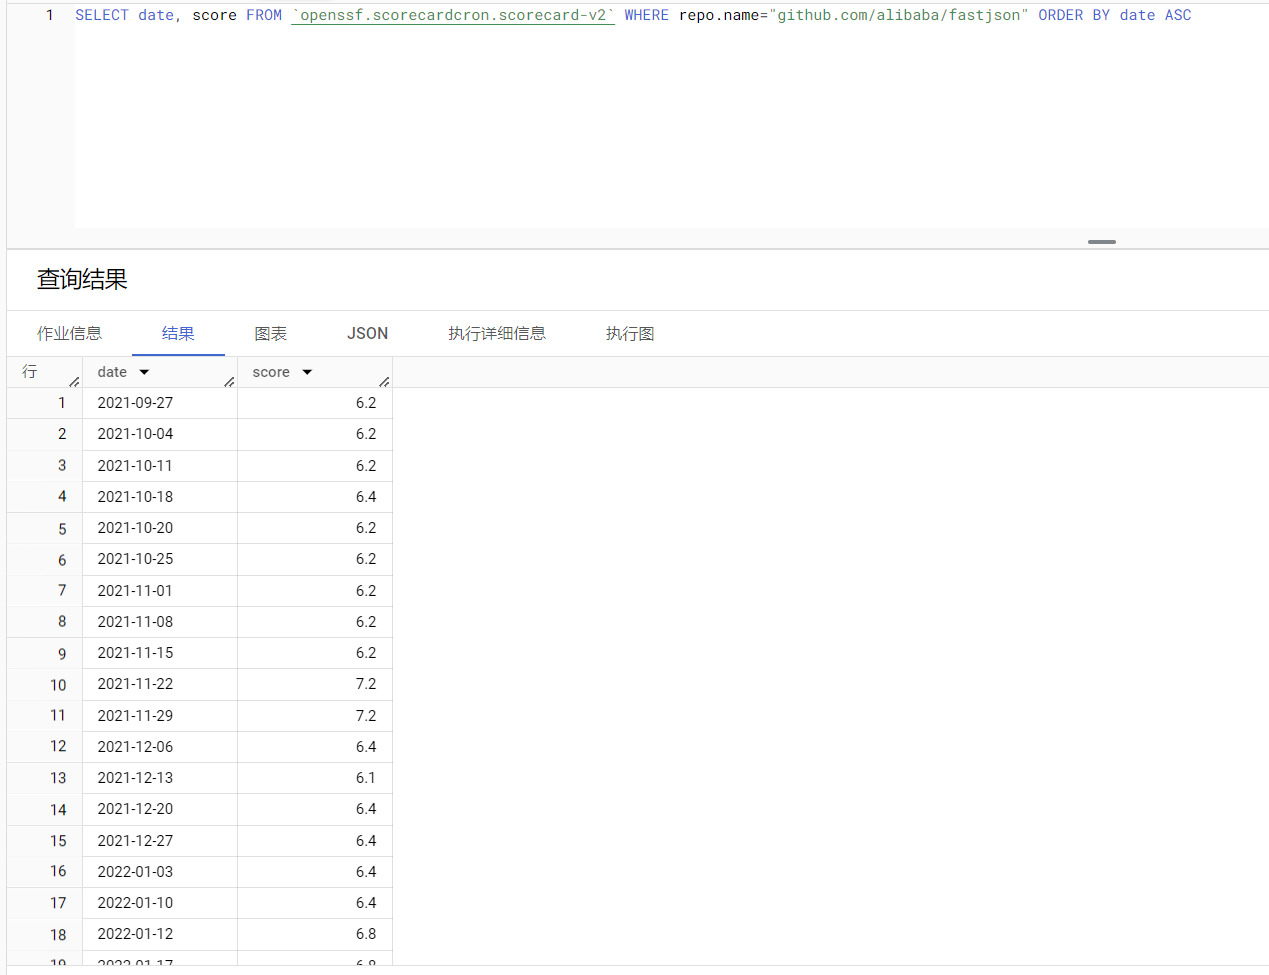 1 SELECT date, score FROM `openssf.scorecardcron.scorecard-v2` WHERE repo.name="github.com/alibaba/fastjson" ORDER BY date ASC
查询结果
作业信息 结果 图表 JSON 执行详细信息 执行图
行 date score
1 2021-09-27 6.2
2 2021-10-04 6.2
3 2021-10-11 6.2
4 2021-10-18 6.4
5 2021-10-20 6.2
6 2021-10-25 6.2
7 2021-11-01 6.2
8 2021-11-08 6.2
9 2021-11-15 6.2
10 2021-11-22 7.2
11 2021-11-29 7.2
12 2021-12-06 6.4
13 2021-12-13 6.1
14 2021-12-20 6.4
15 2021-12-27 6.4
16 2022-01-03 6.4
17 2022-01-10 6.4
18 2022-01-12 6.8
19 2022-01-17